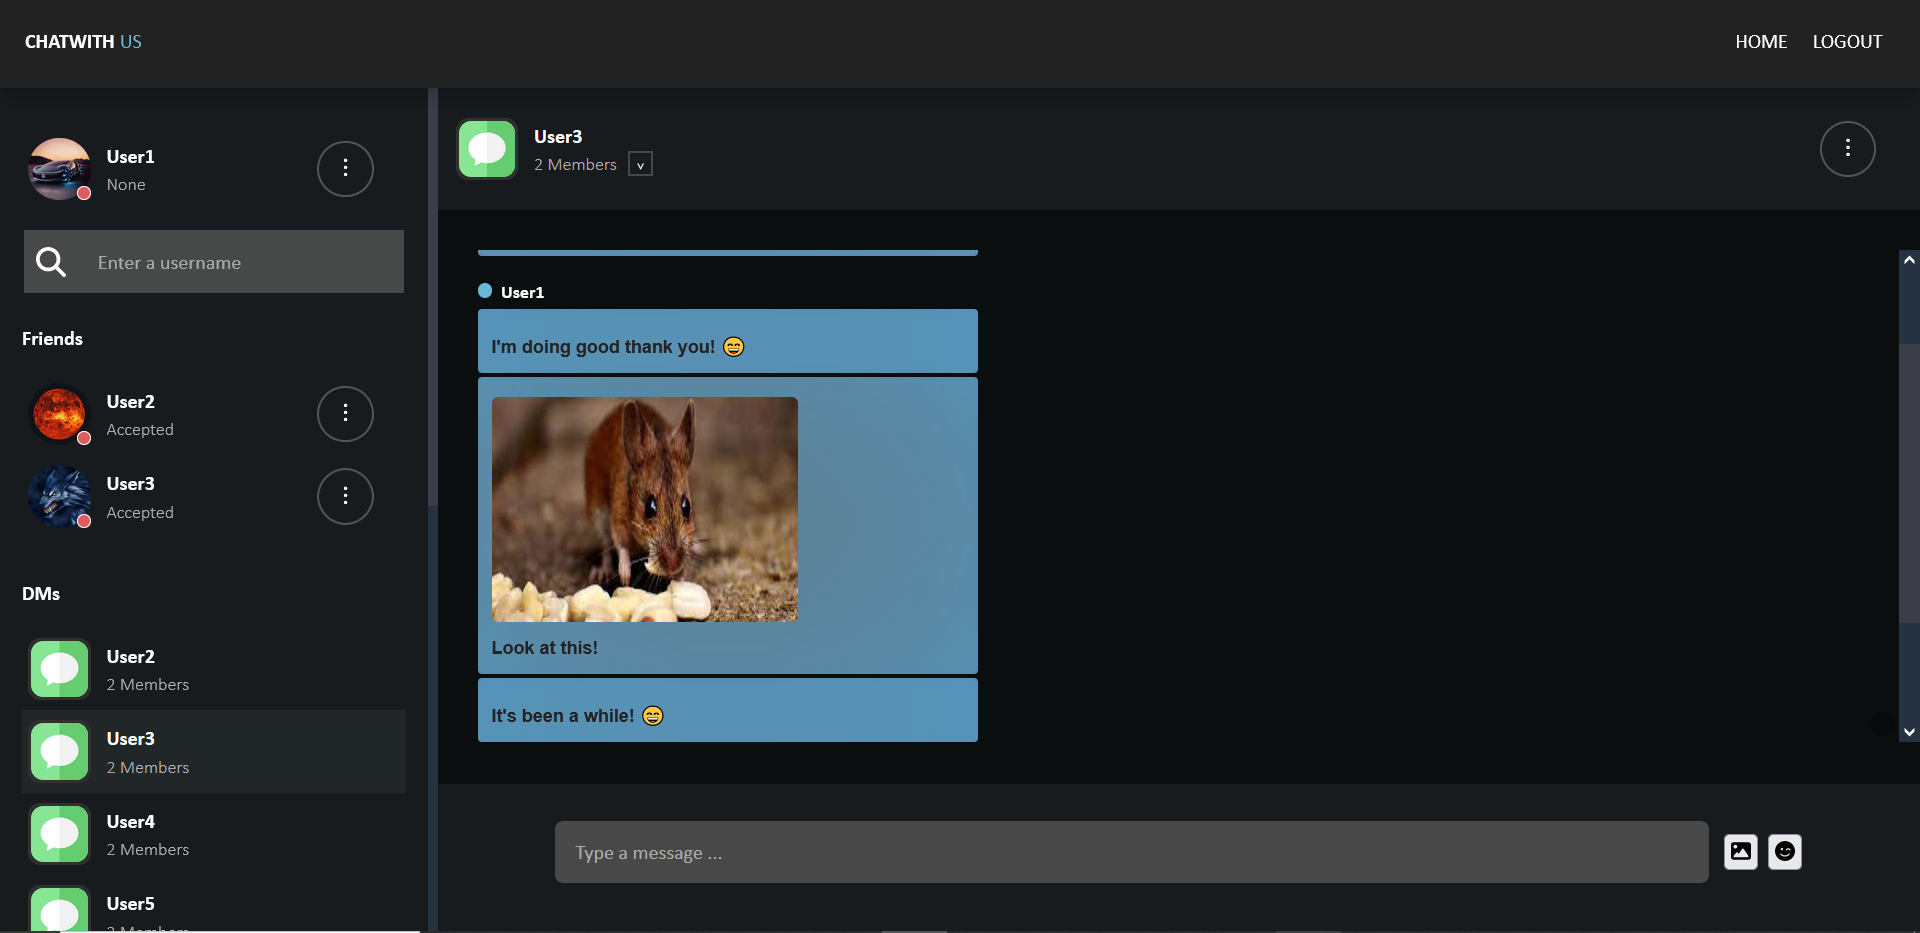 CHATWITH US
HOME LOGOUT
User1
None
Enter a username
Friends
User2
Accepted
User3
Accepted
DMs
User2
2 Members
User3
2 Members
User4
2 Members
User5
2 Members
User3
2 Members v
User1
I'm doing good thank you! 😄
Look at this!
It's been a while! 😄
Type a message ...